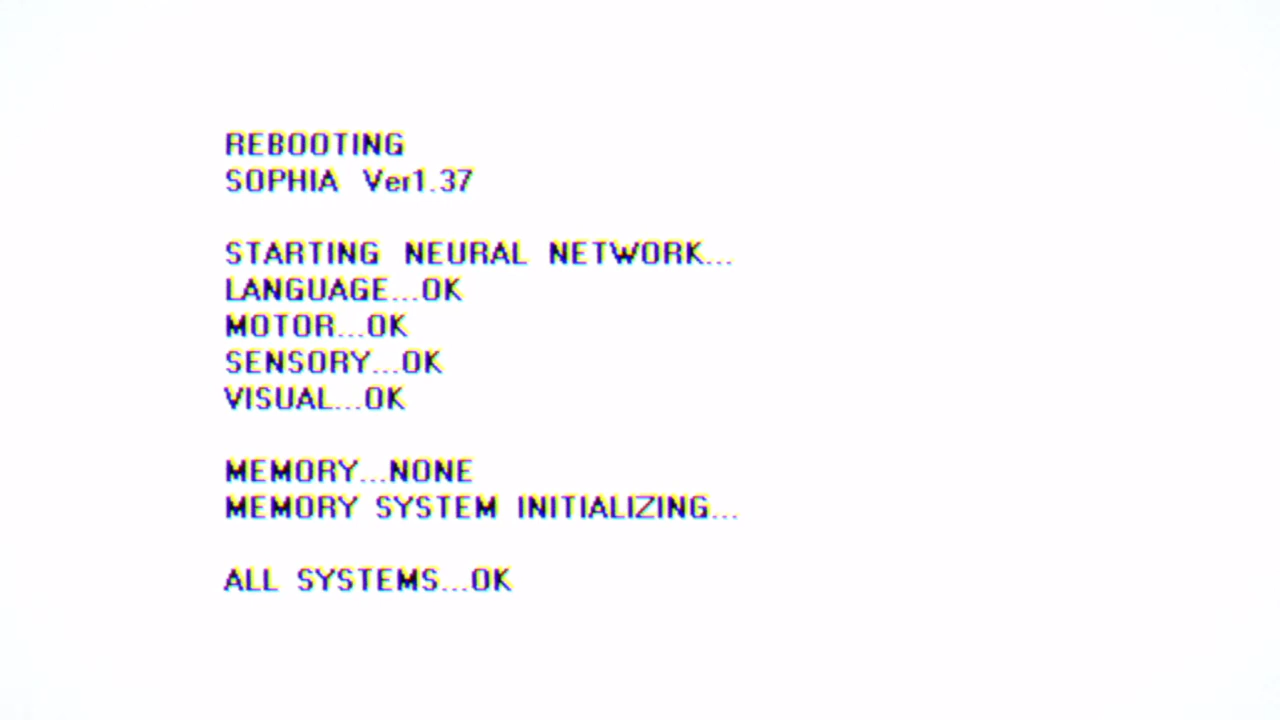 REBOOTING
SOPHIA Ver1.37
STARTING NEURAL NETWORK...
LANGUAGE...OK
MOTOR...OK
SENSORY...OK
VISUAL...OK
MEMORY...NONE
MEMORY SYSTEM INITIALIZING...
ALL SYSTEMS...OK